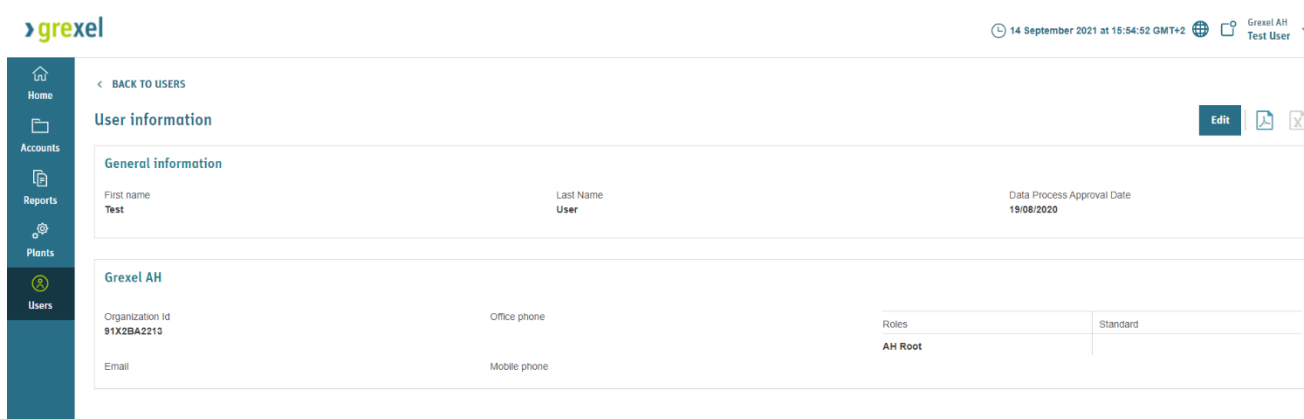 grexel
14 September 2021 at 15:54:52 GMT+2
Grexel AH
Test User
Home
Accounts
Reports
Plants
Users
< BACK TO USERS
User information
Edit
General information
First name
Test
Last Name
User
Data Process Approval Date
19/08/2020
Grexel AH
Organization Id
91X2BA2213
Office phone
Email
Mobile phone
Roles
Standard
AH Root